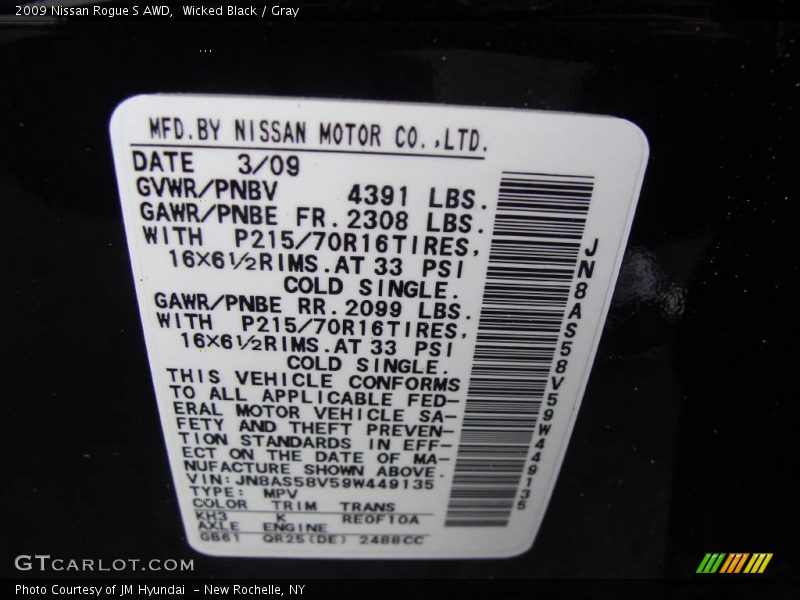 2009 Nissan Rogue S AWD,  Wicked Black / Gray
MFD.BY NISSAN MOTOR CO.,LTD.
DATE 3/09
GVWR/PNBV 4391 LBS.
GAWR/PNBE FR.2308 LBS.
WITH P215/70R16TIRES,
16×6½RIMS.AT 33 PSI
COLD SINGLE.
GAWR/PNBE RR.2099 LBS.
WITH P215/70R16TIRES,
16×6½RIMS.AT 33 PSI
COLD SINGLE.
THIS VEHICLE CONFORMS
TO ALL APPLICABLE FED-
ERAL MOTOR VEHICLE SA-
FETY AND THEFT PREVEN-
TION STANDARDS IN EFF-
ECT ON THE DATE OF MA-
NUFACTURE SHOWN ABOVE.
VIN:JN8AS58V59W449135
TYPE: MPV
COLOR TRIM TRANS
KH3 K RE0F10A
AXLE ENGINE
GB61 QR25(DE) 2488CC
JN8AS58V59W449135
GTCARLOT.COM
Photo Courtesy of JM Hyundai  - New Rochelle, NY